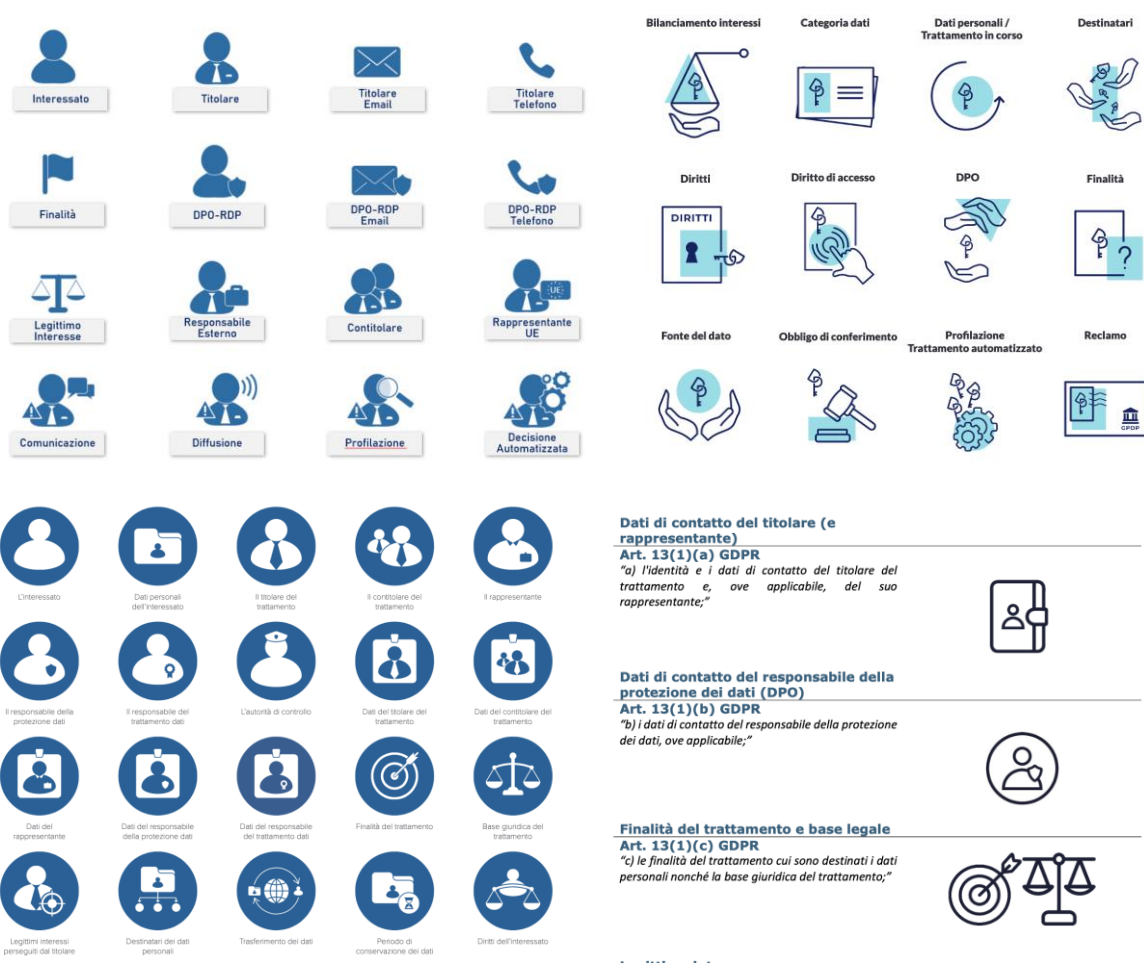 Interessato
Titolare
Titolare
Email
Titolare
Telefono
Finalità
DPO-RDP
DPO-RDP
Email
DPO-RDP
Telefono
Legittimo
Interesse
Responsabile
Esterno
Contitolare
UE
Rappresentante
UE
Comunicazione
Diffusione
Profilazione
Decisione
Automatizzata
Bilanciamento interessi
Categoria dati
Dati personali /
Trattamento in corso
Destinatari
Diritti
DIRITTI
Diritto di accesso
DPO
Finalità
?
Fonte del dato
Obbligo di conferimento
Profilazione
Trattamento automatizzato
Reclamo
GPDP
L'interessato
Dati personali
dell'interessato
Il titolare del
trattamento
Il contitolare del
trattamento
Il rappresentante
Il responsabile della
protezione dati
Il responsabile del
trattamento dati
L'autorità di controllo
Dati del titolare del
trattamento
Dati del contitolare del
trattamento
Dati del
rappresentante
Dati del responsabile
della protezione dati
Dati del responsabile
del trattamento dati
Finalità del trattamento
Base giuridica del
trattamento
Legittimi interessi
perseguiti dal titolare
Destinatari dei dati
personali
Trasferimento dei dati
Periodo di
conservazione dei dati
Diritti dell'interessato
Dati di contatto del titolare (e
rappresentante)
Art. 13(1)(a) GDPR
"a) l'identità e i dati di contatto del titolare del
trattamento e, ove applicabile, del suo
rappresentante;"
Dati di contatto del responsabile della
protezione dei dati (DPO)
Art. 13(1)(b) GDPR
"b) i dati di contatto del responsabile della protezione
dei dati, ove applicabile;"
Finalità del trattamento e base legale
Art. 13(1)(c) GDPR
"c) le finalità del trattamento cui sono destinati i dati
personali nonché la base giuridica del trattamento;"